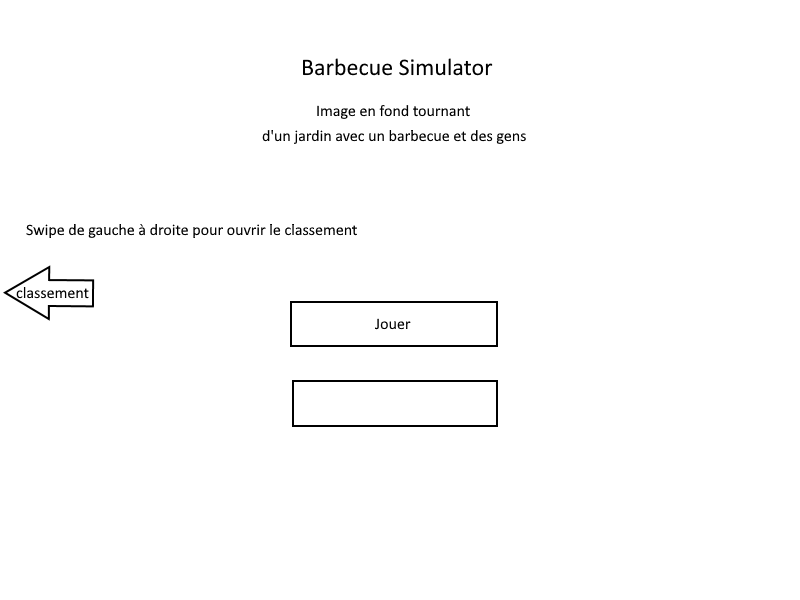 Barbecue Simulator
Image en fond tournant
d'un jardin avec un barbecue et des gens
Swipe de gauche à droite pour ouvrir le classement
classement
Jouer